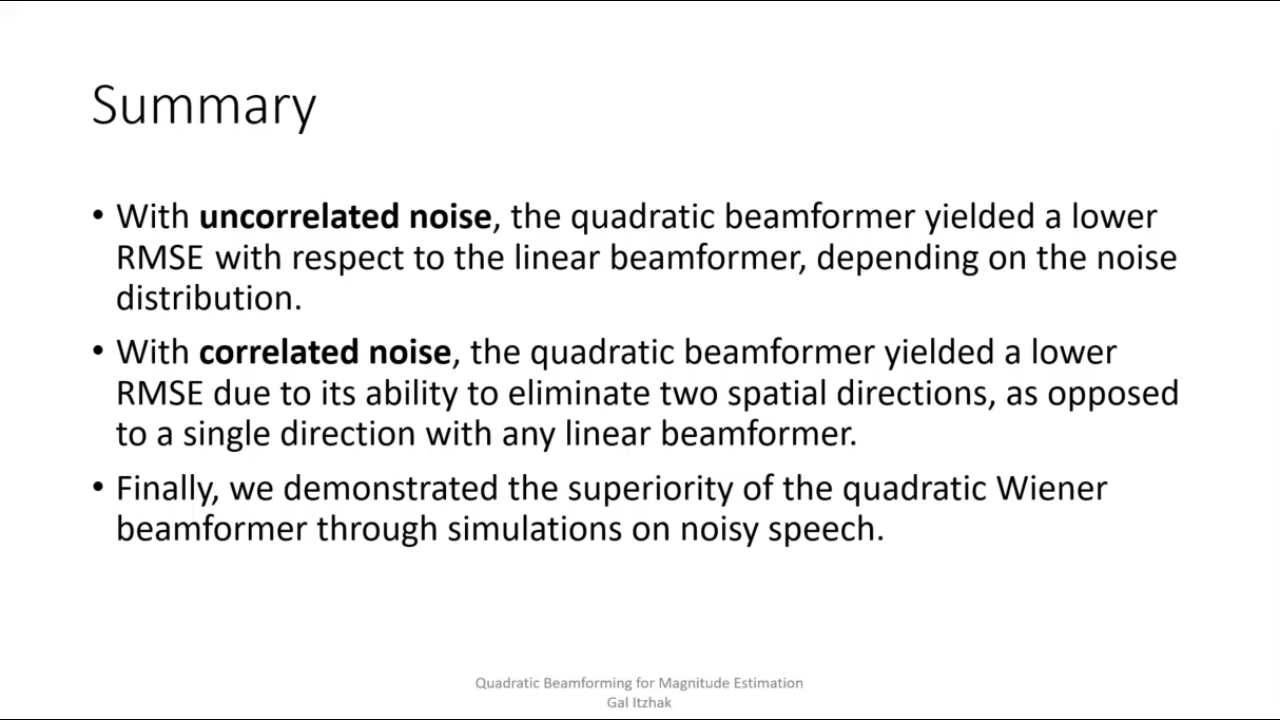 Summary
• With uncorrelated noise, the quadratic beamformer yielded a lower
RMSE with respect to the linear beamformer, depending on the noise
distribution.
• With correlated noise, the quadratic beamformer yielded a lower
RMSE due to its ability to eliminate two spatial directions, as opposed
to a single direction with any linear beamformer.
• Finally, we demonstrated the superiority of the quadratic Wiener
beamformer through simulations on noisy speech.
Quadratic Beamforming for Magnitude Estimation
Gal Itzhak